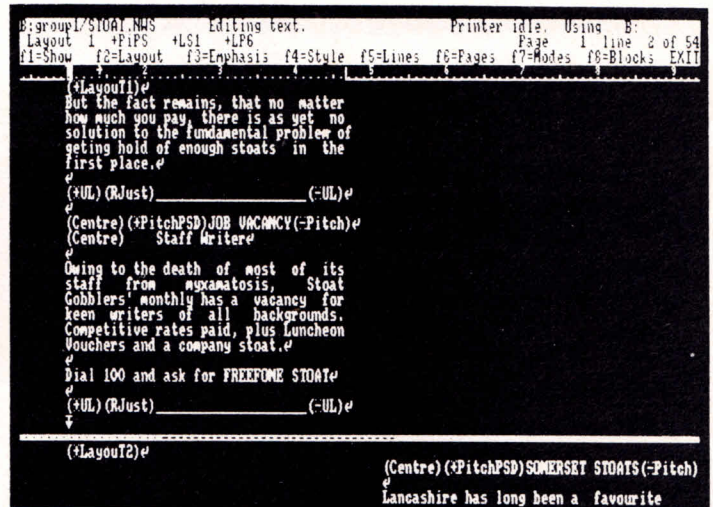 B:group1/STOAT.NWS Editing text. Printer idle. Using B:
Layout 1 +PiPS +LS1 +LP6 Page 1 line 2 of 54
f1=Show f2=Layout f3=Emphasis f4=Style f5=Lines f6=Pages f7=Modes f8=Blocks EXIT
(+LayouT1)↵
But the fact remains, that no matter
how much you pay, there is as yet no
solution to the fundamental problem of
geting hold of enough stoats in the
first place.↵
↵
(+UL)(RJust)____________________(-UL)↵
↵
(Centre)(+PitchPSD)JOB VACANCY(-Pitch)↵
(Centre) Staff Writer↵
↵
Owing to the death of most of its
staff from myxamatosis, Stoat
Gobblers' monthly has a vacancy for
keen writers of all backgrounds.
Competitive rates paid, plus Luncheon
Vouchers and a company stoat.↵
↵
Dial 100 and ask for FREEFONE STOAT↵
↵
(+UL)(RJust)____________________(-UL)↵
(+LayouT2)↵
(Centre)(+PitchPSD)SOMERSET STOATS(-Pitch)
↵
Lancashire has long been a favourite